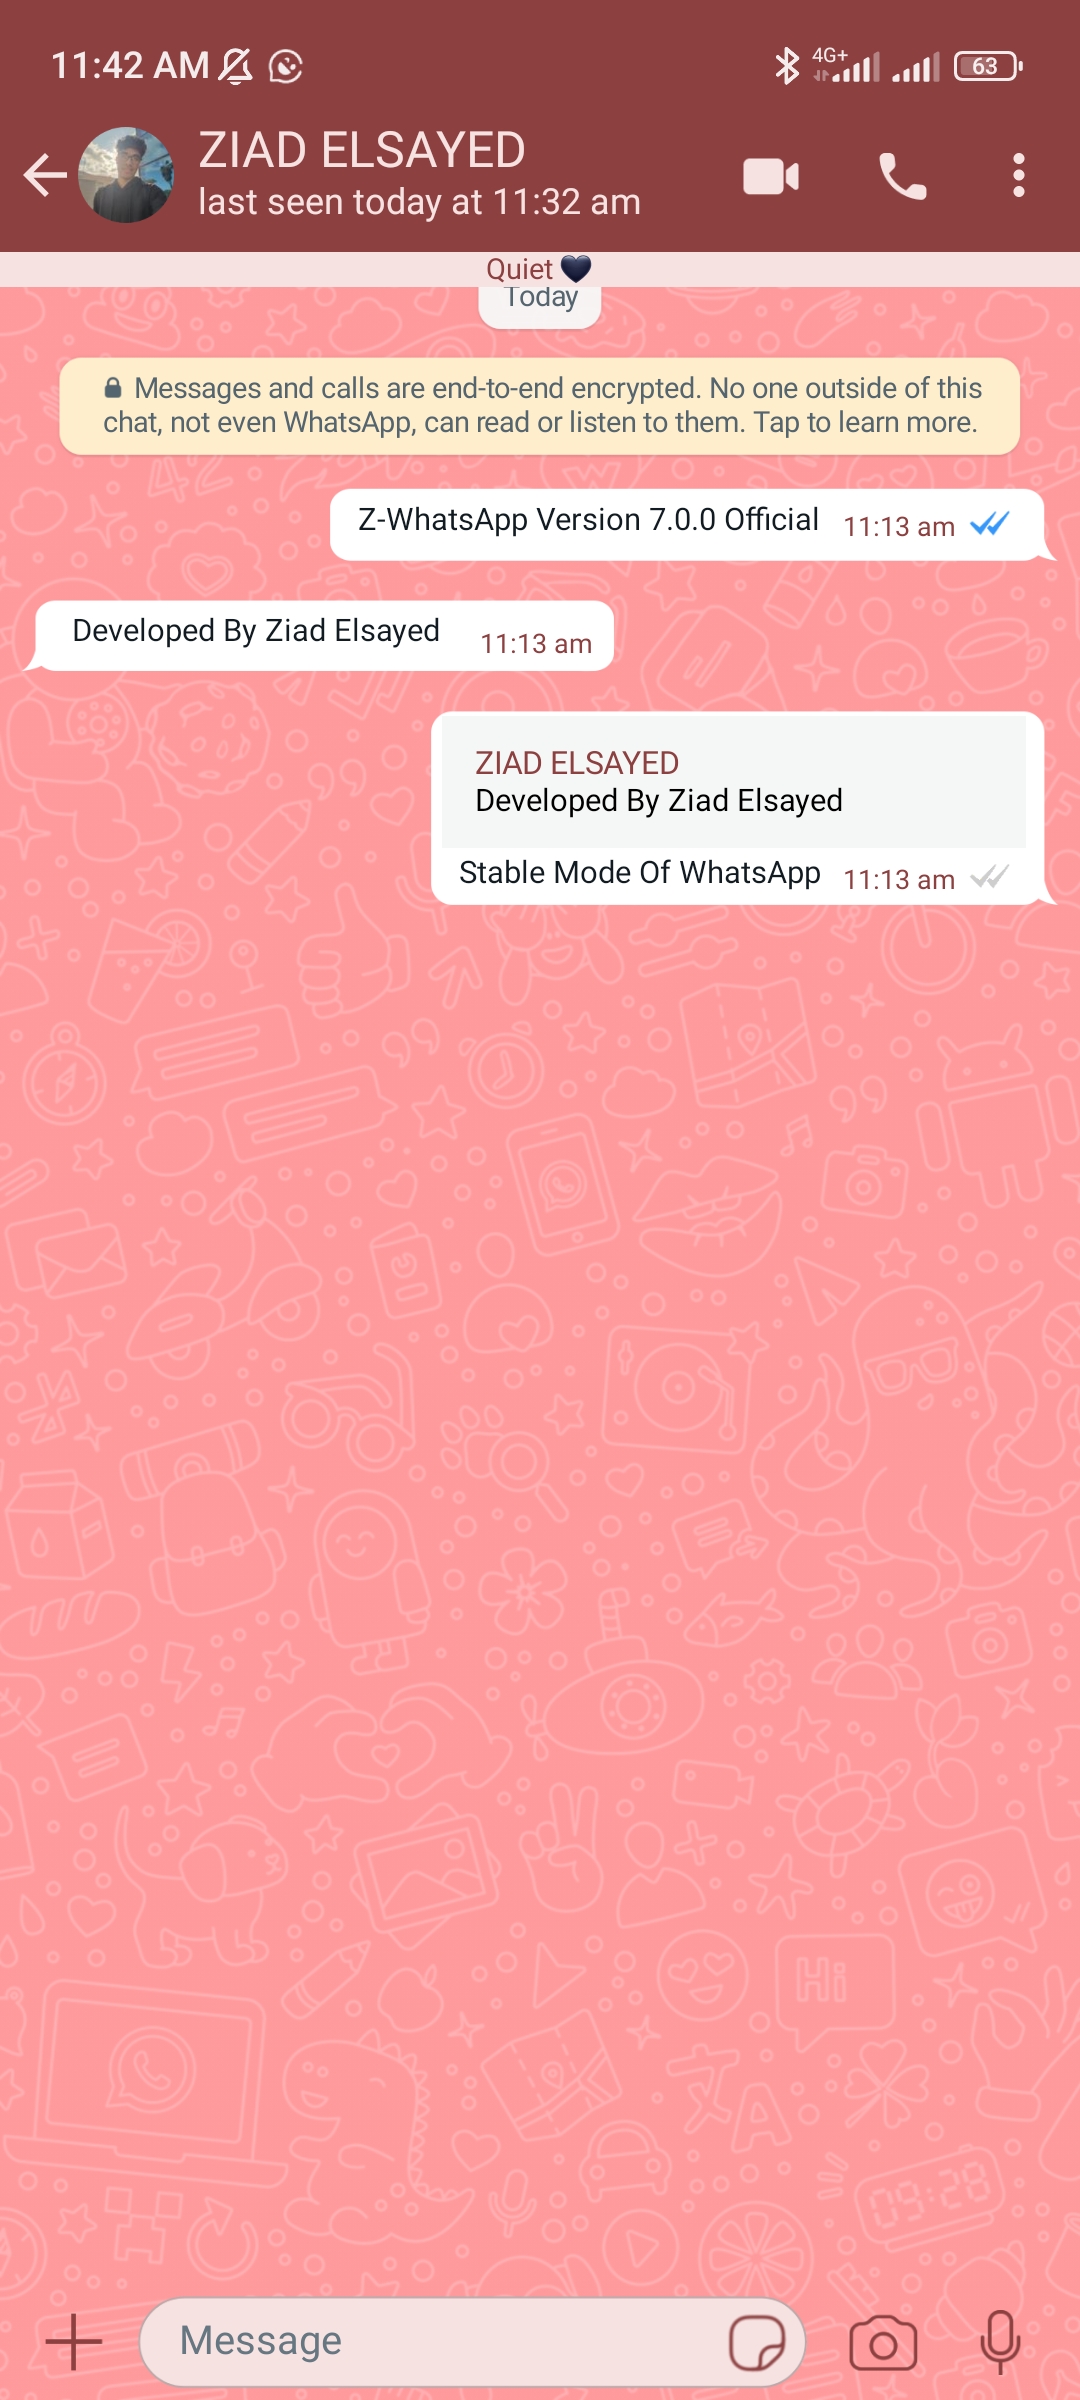 11:42 AM
4G+
63
ZIAD ELSAYED
last seen today at 11:32 am
Quiet 🖤
Today
Messages and calls are end-to-end encrypted. No one outside of this
chat, not even WhatsApp, can read or listen to them. Tap to learn more.
Z-WhatsApp Version 7.0.0 Official 11:13 am
Developed By Ziad Elsayed 11:13 am
ZIAD ELSAYED
Developed By Ziad Elsayed
Stable Mode Of WhatsApp 11:13 am
Hi
09:28
Message